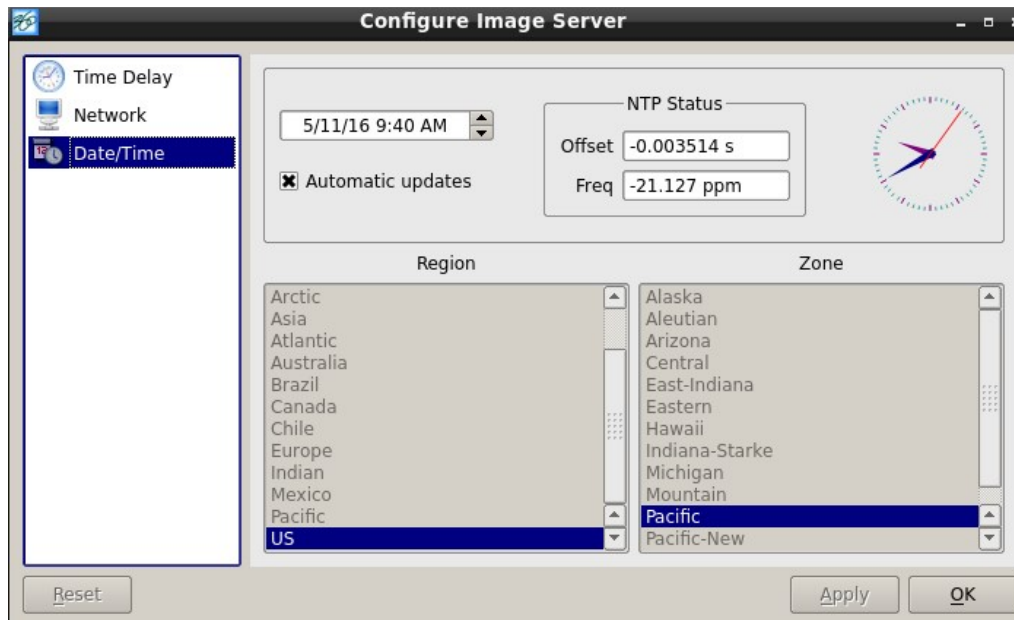 Configure Image Server
Time Delay
Network
Date/Time
5/11/16 9:40 AM
Automatic updates
NTP Status
Offset -0.003514 s
Freq -21.127 ppm
Region
Arctic
Asia
Atlantic
Australia
Brazil
Canada
Chile
Europe
Indian
Mexico
Pacific
US
Zone
Alaska
Aleutian
Arizona
Central
East-Indiana
Eastern
Hawaii
Indiana-Starke
Michigan
Mountain
Pacific
Pacific-New
Reset
Apply
OK